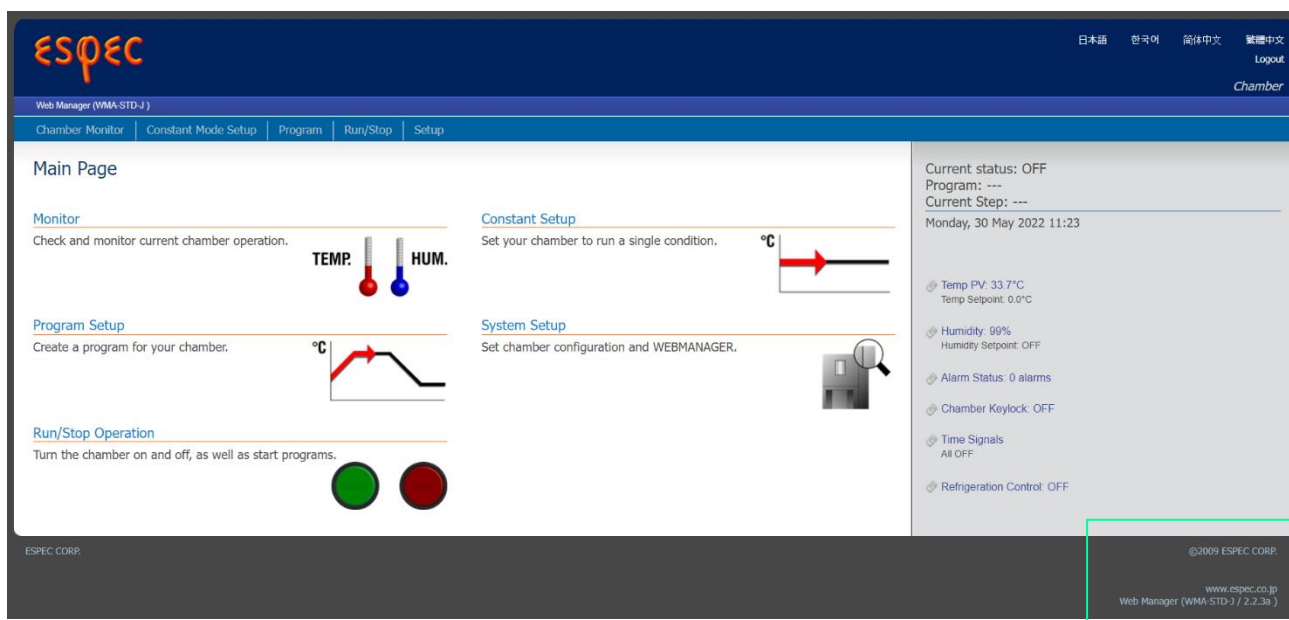 ESPEC
日本語 한국어 简体中文 繁體中文
Logout
Chamber
Web Manager (WMA-STD-J )
Chamber Monitor Constant Mode Setup Program Run/Stop Setup
Main Page
Monitor
Check and monitor current chamber operation.
TEMP. HUM.
Constant Setup
Set your chamber to run a single condition.
°C
Program Setup
Create a program for your chamber.
°C
System Setup
Set chamber configuration and WEBMANAGER.
Run/Stop Operation
Turn the chamber on and off, as well as start programs.
Current status: OFF
Program: ---
Current Step: ---
Monday, 30 May 2022 11:23
Temp PV: 33.7°C
Temp Setpoint: 0.0°C
Humidity: 99%
Humidity Setpoint: OFF
Alarm Status: 0 alarms
Chamber Keylock: OFF
Time Signals
All OFF
Refrigeration Control: OFF
ESPEC CORP.
©2009 ESPEC CORP.
www.espec.co.jp
Web Manager (WMA-STD-J / 2.2.3a )